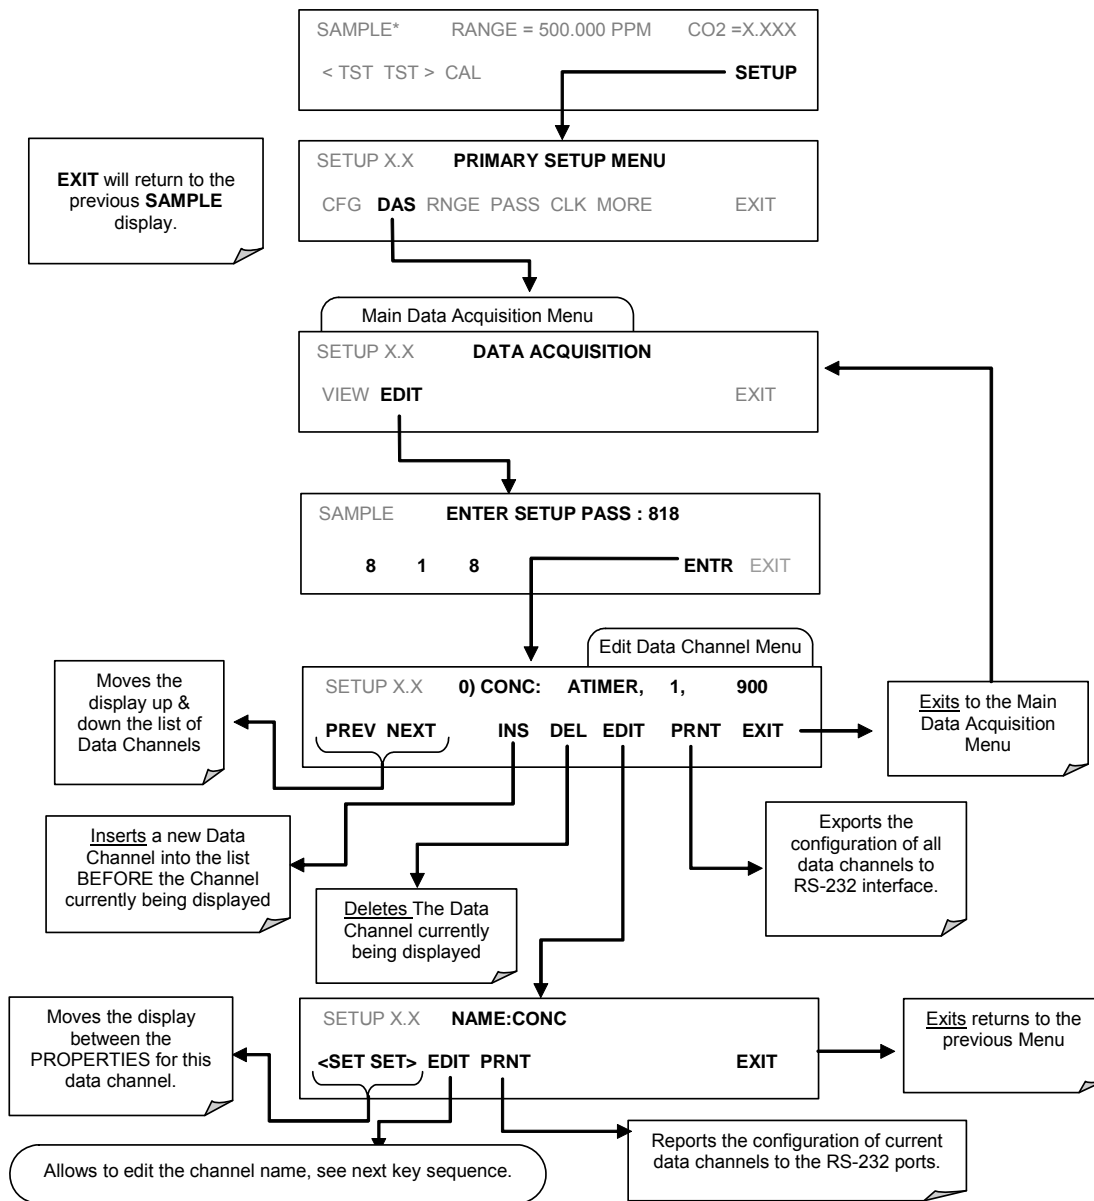 SAMPLE* RANGE = 500.000 PPM CO2 =X.XXX
< TST TST > CAL SETUP
EXIT will return to the
previous SAMPLE
display.
SETUP X.X PRIMARY SETUP MENU
CFG DAS RNGE PASS CLK MORE EXIT
Main Data Acquisition Menu
SETUP X.X DATA ACQUISITION
VIEW EDIT EXIT
SAMPLE ENTER SETUP PASS : 818
8 1 8 ENTR EXIT
Edit Data Channel Menu
SETUP X.X 0) CONC: ATIMER, 1, 900
PREV NEXT INS DEL EDIT PRNT EXIT
Moves the
display up &
down the list of
Data Channels
Exits to the Main
Data Acquisition
Menu
Inserts a new Data
Channel into the list
BEFORE the Channel
currently being displayed
Deletes The Data
Channel currently
being displayed
Exports the
configuration of all
data channels to
RS-232 interface.
SETUP X.X NAME:CONC
<SET SET> EDIT PRNT EXIT
Moves the display
between the
PROPERTIES for this
data channel.
Exits returns to the
previous Menu
Allows to edit the channel name, see next key sequence.
Reports the configuration of current
data channels to the RS-232 ports.